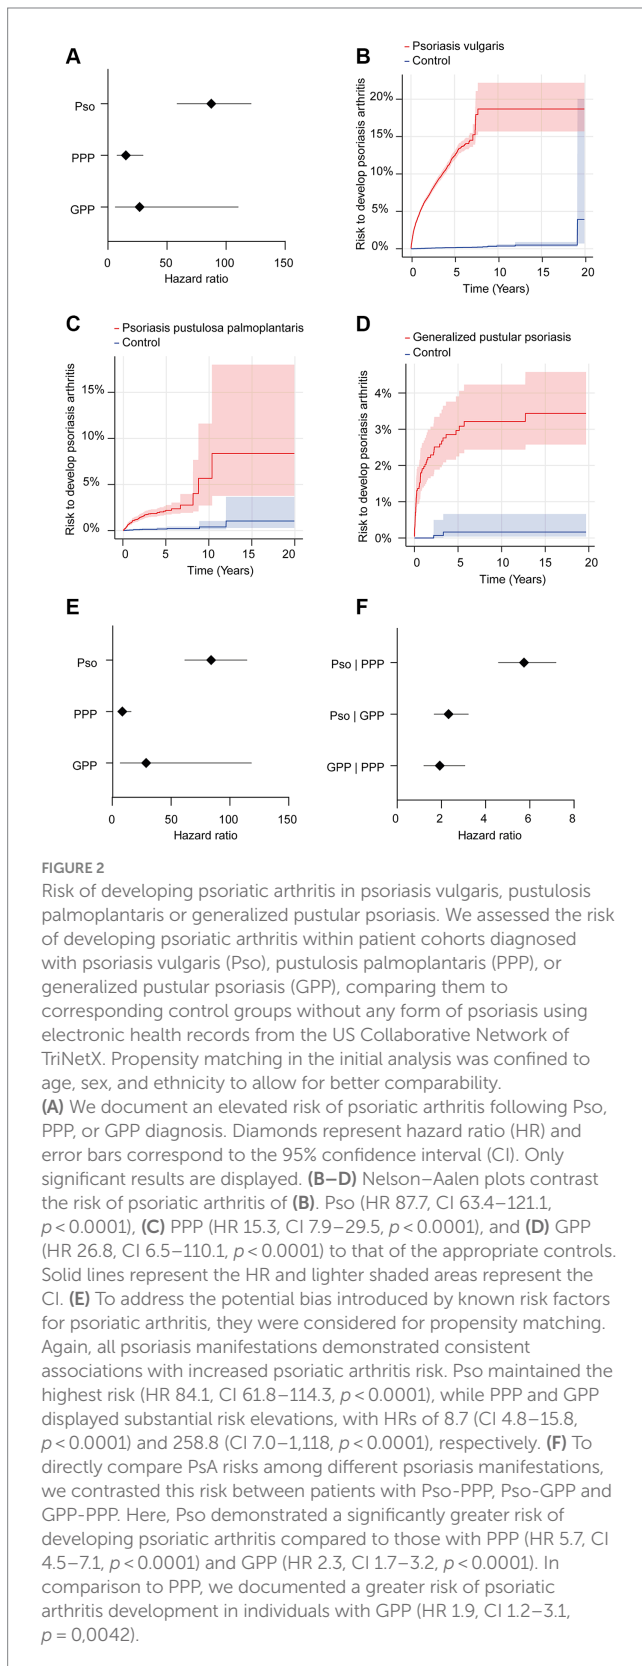 A
Pso
PPP
GPP
0 50 100 150
Hazard ratio
B
Psoriasis vulgaris
Control
Risk to develop psoriasis arthritis
20%
15%
10%
5%
0%
0 5 10 15 20
Time (Years)
C
Psoriasis pustulosa palmoplantaris
Control
Risk to develop psoriasis arthritis
15%
10%
5%
0%
0 5 10 15 20
Time (Years)
D
Generalized pustular psoriasis
Control
Risk to develop psoriasis arthritis
4%
3%
2%
1%
0%
0 5 10 15 20
Time (Years)
E
Pso
PPP
GPP
0 50 100 150
Hazard ratio
F
Pso | PPP
Pso | GPP
GPP | PPP
0 2 4 6 8
Hazard ratio
FIGURE 2
Risk of developing psoriatic arthritis in psoriasis vulgaris, pustulosis
palmoplantaris or generalized pustular psoriasis. We assessed the risk
of developing psoriatic arthritis within patient cohorts diagnosed
with psoriasis vulgaris (Pso), pustulosis palmoplantaris (PPP), or
generalized pustular psoriasis (GPP), comparing them to
corresponding control groups without any form of psoriasis using
electronic health records from the US Collaborative Network of
TriNetX. Propensity matching in the initial analysis was confined to
age, sex, and ethnicity to allow for better comparability.
(A) We document an elevated risk of psoriatic arthritis following Pso,
PPP, or GPP diagnosis. Diamonds represent hazard ratio (HR) and
error bars correspond to the 95% confidence interval (CI). Only
significant results are displayed. (B–D) Nelson–Aalen plots contrast
the risk of psoriatic arthritis of (B). Pso (HR 87.7, CI 63.4–121.1,
p < 0.0001), (C) PPP (HR 15.3, CI 7.9–29.5, p < 0.0001), and (D) GPP
(HR 26.8, CI 6.5–110.1, p < 0.0001) to that of the appropriate controls.
Solid lines represent the HR and lighter shaded areas represent the
CI. (E) To address the potential bias introduced by known risk factors
for psoriatic arthritis, they were considered for propensity matching.
Again, all psoriasis manifestations demonstrated consistent
associations with increased psoriatic arthritis risk. Pso maintained the
highest risk (HR 84.1, CI 61.8–114.3, p < 0.0001), while PPP and GPP
displayed substantial risk elevations, with HRs of 8.7 (CI 4.8–15.8,
p < 0.0001) and 258.8 (CI 7.0–1,118, p < 0.0001), respectively. (F) To
directly compare PsA risks among different psoriasis manifestations,
we contrasted this risk between patients with Pso-PPP, Pso-GPP and
GPP-PPP. Here, Pso demonstrated a significantly greater risk of
developing psoriatic arthritis compared to those with PPP (HR 5.7, CI
4.5–7.1, p < 0.0001) and GPP (HR 2.3, CI 1.7–3.2, p < 0.0001). In
comparison to PPP, we documented a greater risk of psoriatic
arthritis development in individuals with GPP (HR 1.9, CI 1.2–3.1,
p = 0,0042).